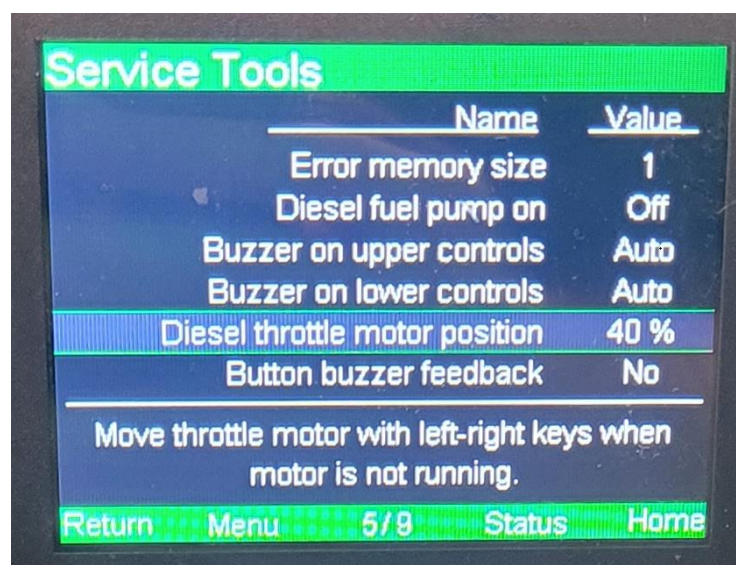 Service Tools
Name Value
Error memory size 1
Diesel fuel pump on Off
Buzzer on upper controls Auto
Buzzer on lower controls Auto
Diesel throttle motor position 40 %
Button buzzer feedback No
Move throttle motor with left-right keys when
motor is not running.
Return Menu 5/9 Status Home